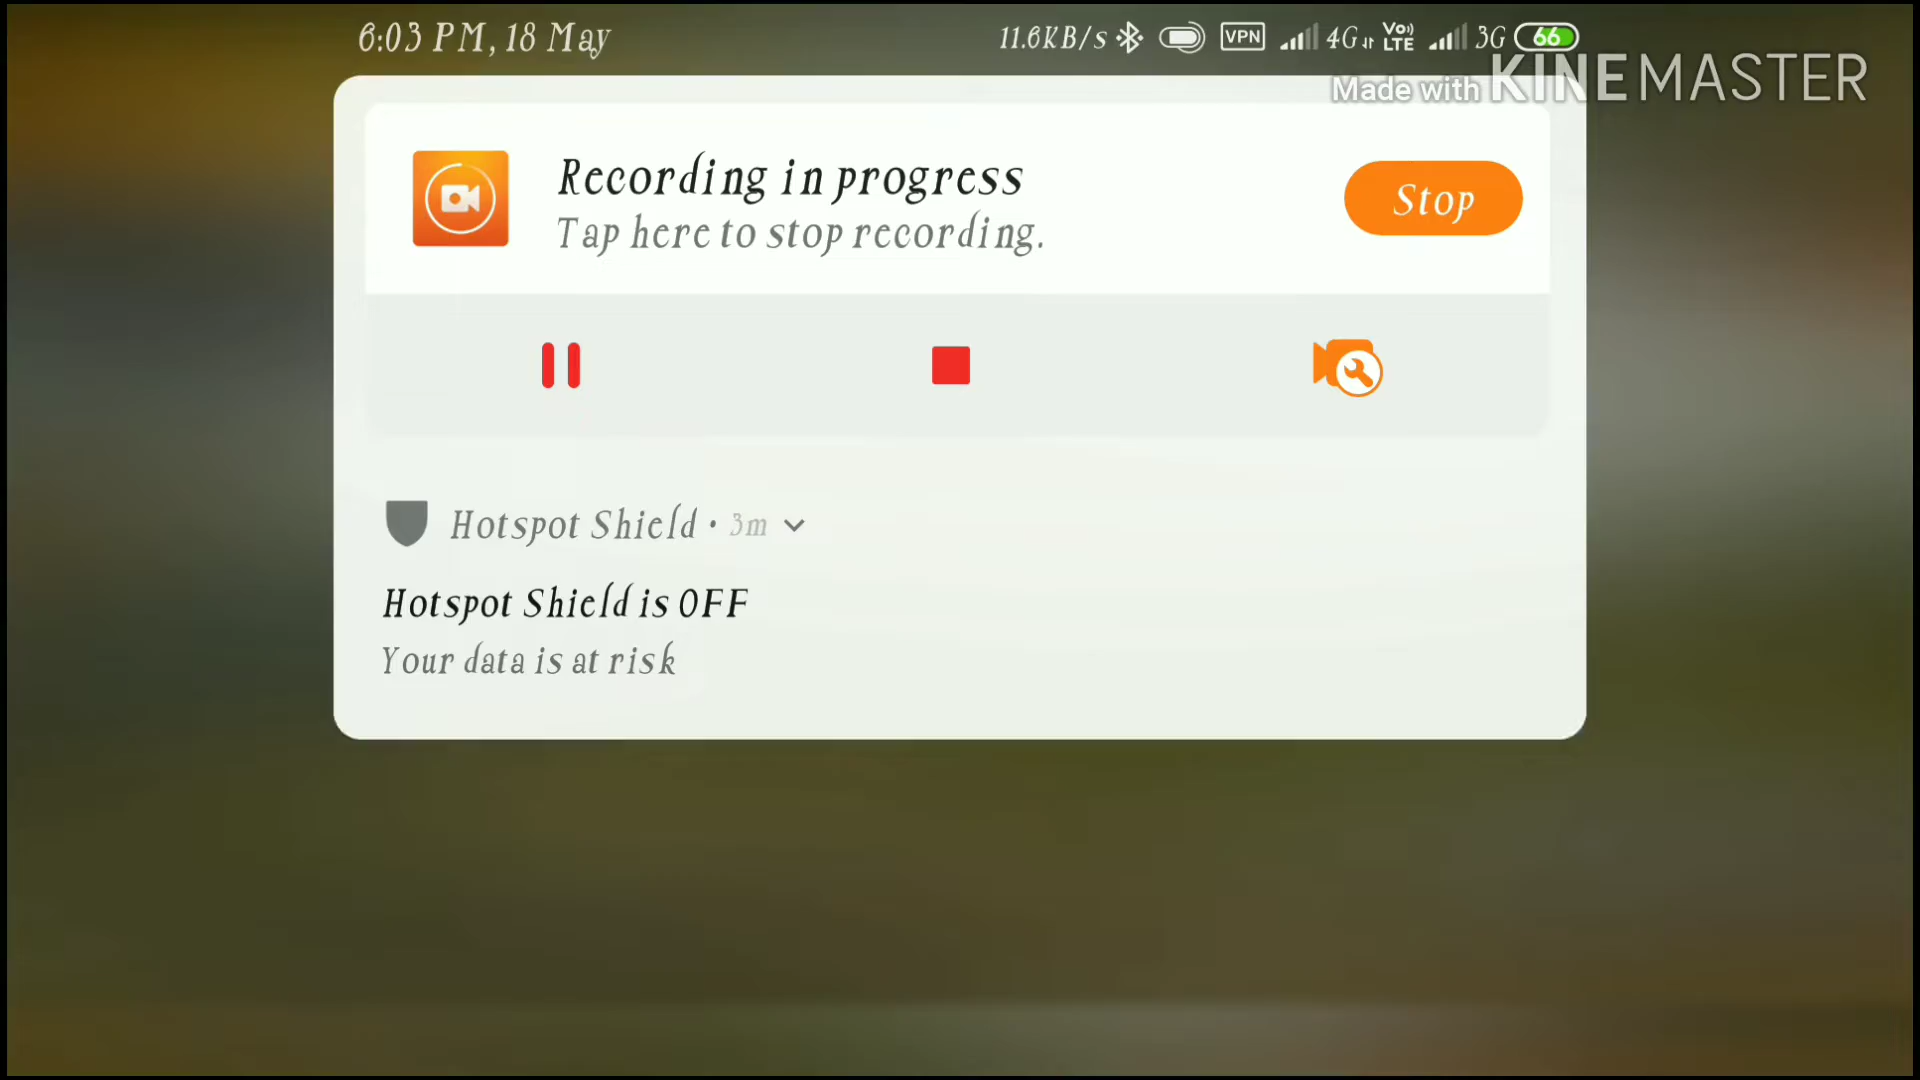 6:03 PM, 18 May
11.6KB/s VPN 4G Vo)) LTE 3G 66
Made with KINEMASTER
Recording in progress
Tap here to stop recording.
Stop
Hotspot Shield • 3m
Hotspot Shield is OFF
Your data is at risk